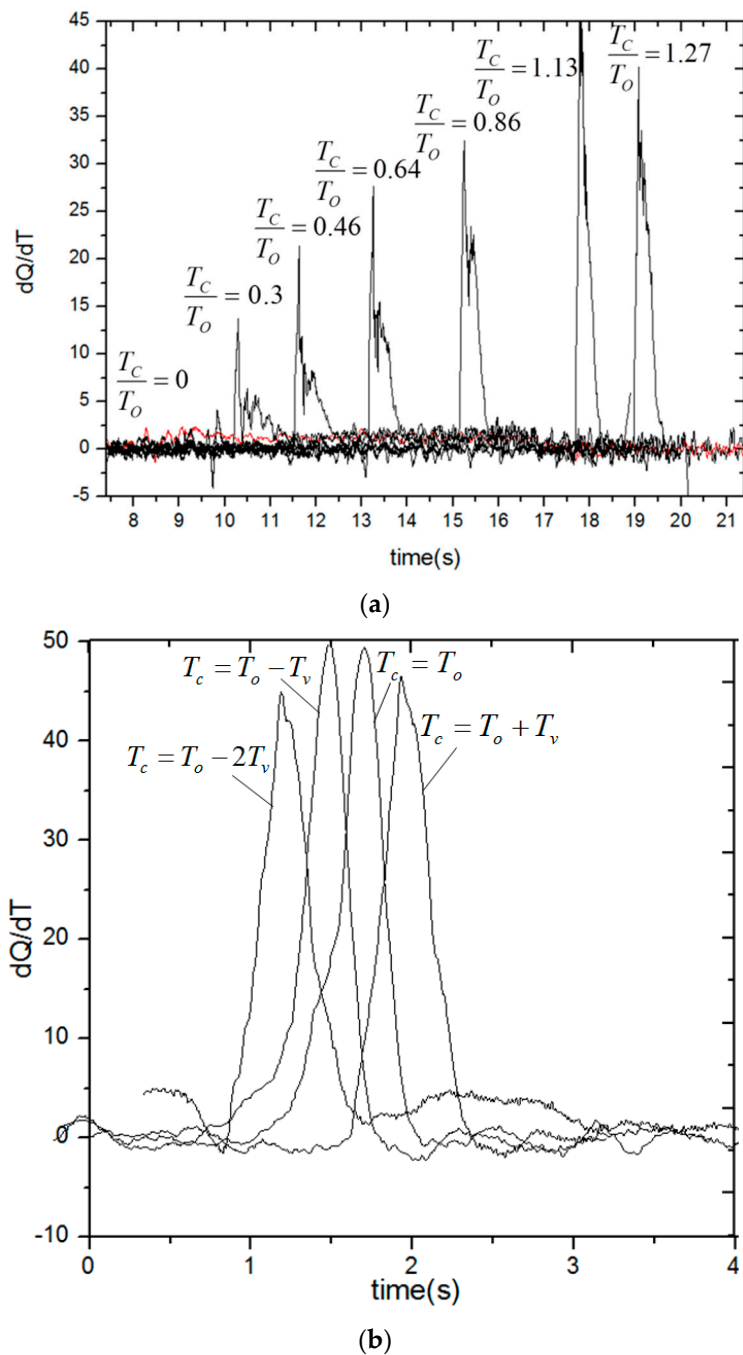 45
40
35
30
25
20
15
10
5
0
-5
dQ/dT
T_C/T_O = 0
T_C/T_O = 0.3
T_C/T_O = 0.46
T_C/T_O = 0.64
T_C/T_O = 0.86
T_C/T_O = 1.13
T_C/T_O = 1.27
8 9 10 11 12 13 14 15 16 17 18 19 20 21
time(s)
(a)
50
40
30
20
10
0
-10
dQ/dT
T_c = T_o − T_v
T_c = T_o
T_c = T_o + T_v
T_c = T_o − 2T_v
0 1 2 3 4
time(s)
(b)